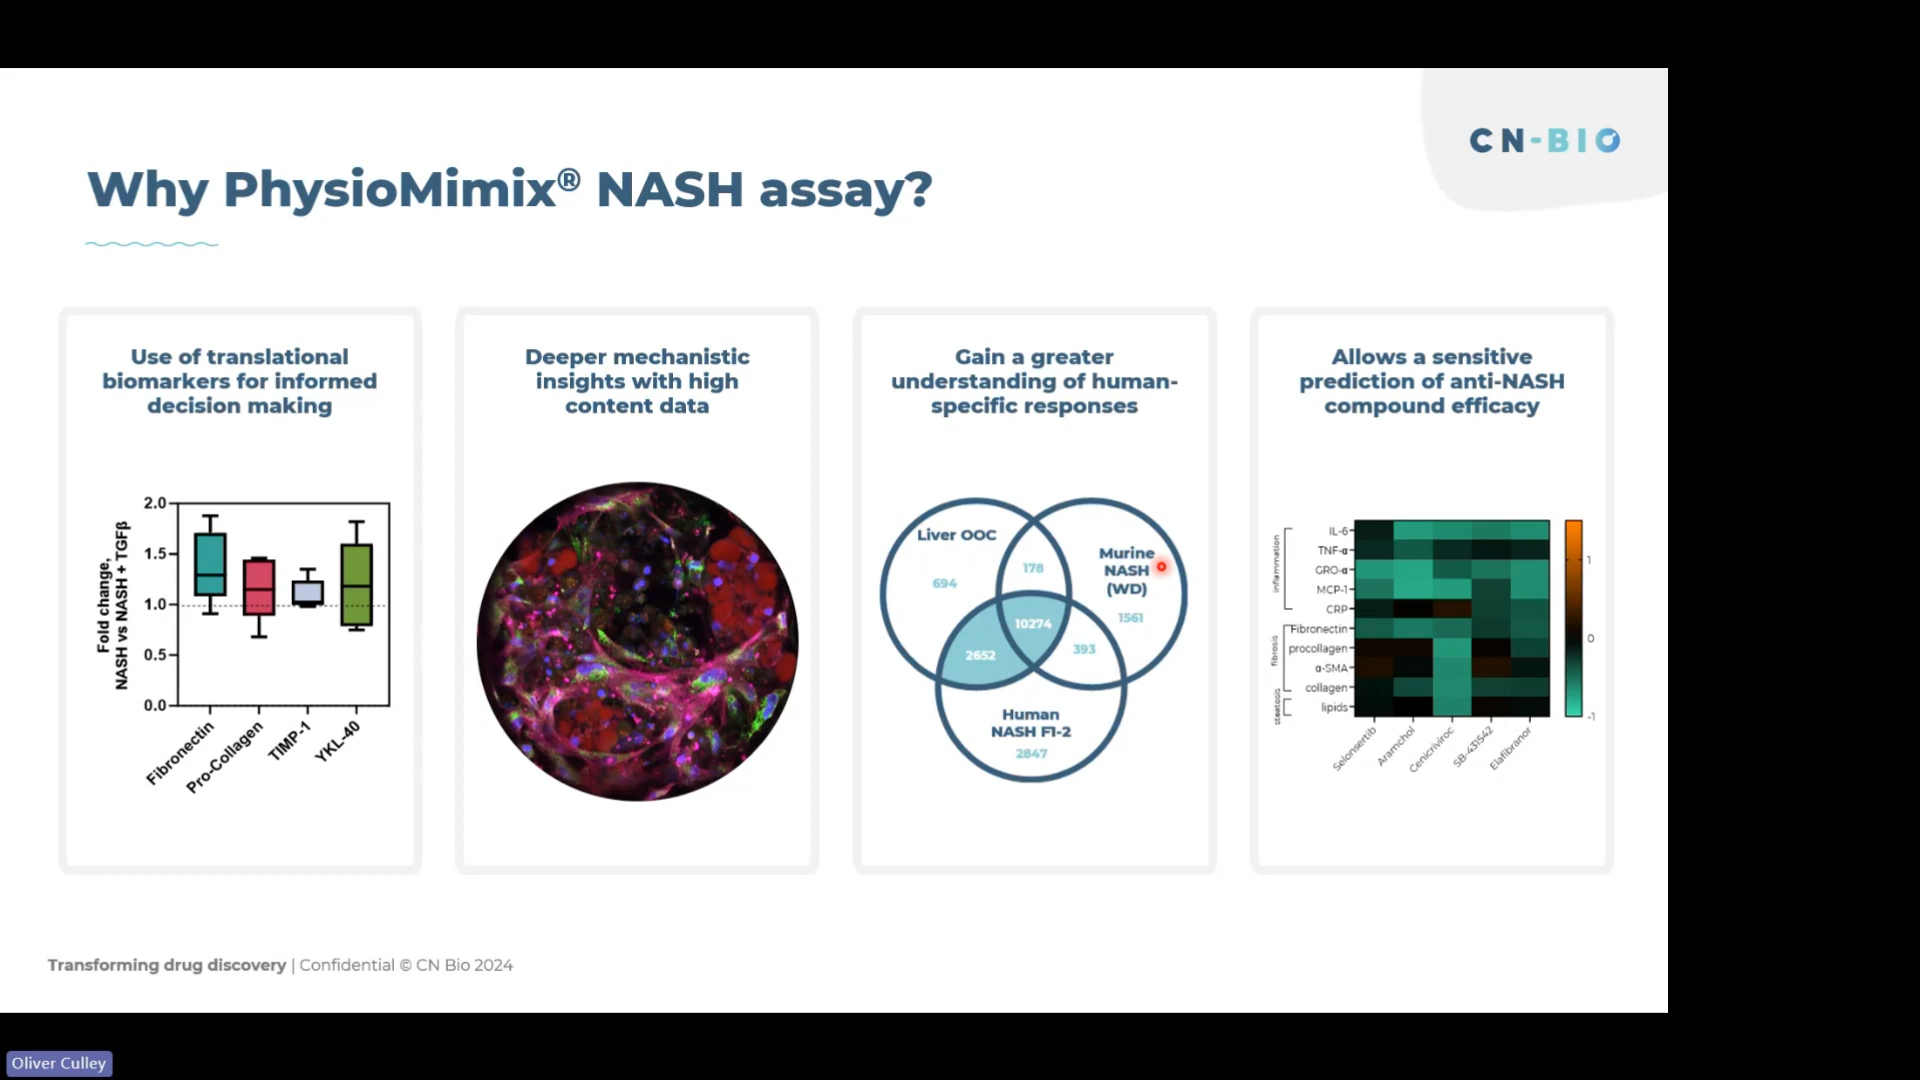 CN-BIO
Why PhysioMimix® NASH assay?
Use of translational
biomarkers for informed
decision making
Fold change,
NASH vs NASH + TGFβ
2.0
1.5
1.0
0.5
0.0
Fibronectin
Pro-Collagen
TIMP-1
YKL-40
Deeper mechanistic
insights with high
content data
Gain a greater
understanding of human-
specific responses
Liver OOC
694
178
Murine
NASH
(WD)
1561
10274
2652
393
Human
NASH F1-2
2847
Allows a sensitive
prediction of anti-NASH
compound efficacy
inflammation
fibrosis
steatosis
IL-6
TNF-α
GRO-α
MCP-1
CRP
Fibronectin
procollagen
α-SMA
collagen
lipids
Selonsertib
Aramchol
Cenicriviroc
SB-431542
Elafibranor
1
0
-1
Transforming drug discovery | Confidential © CN Bio 2024
Oliver Culley